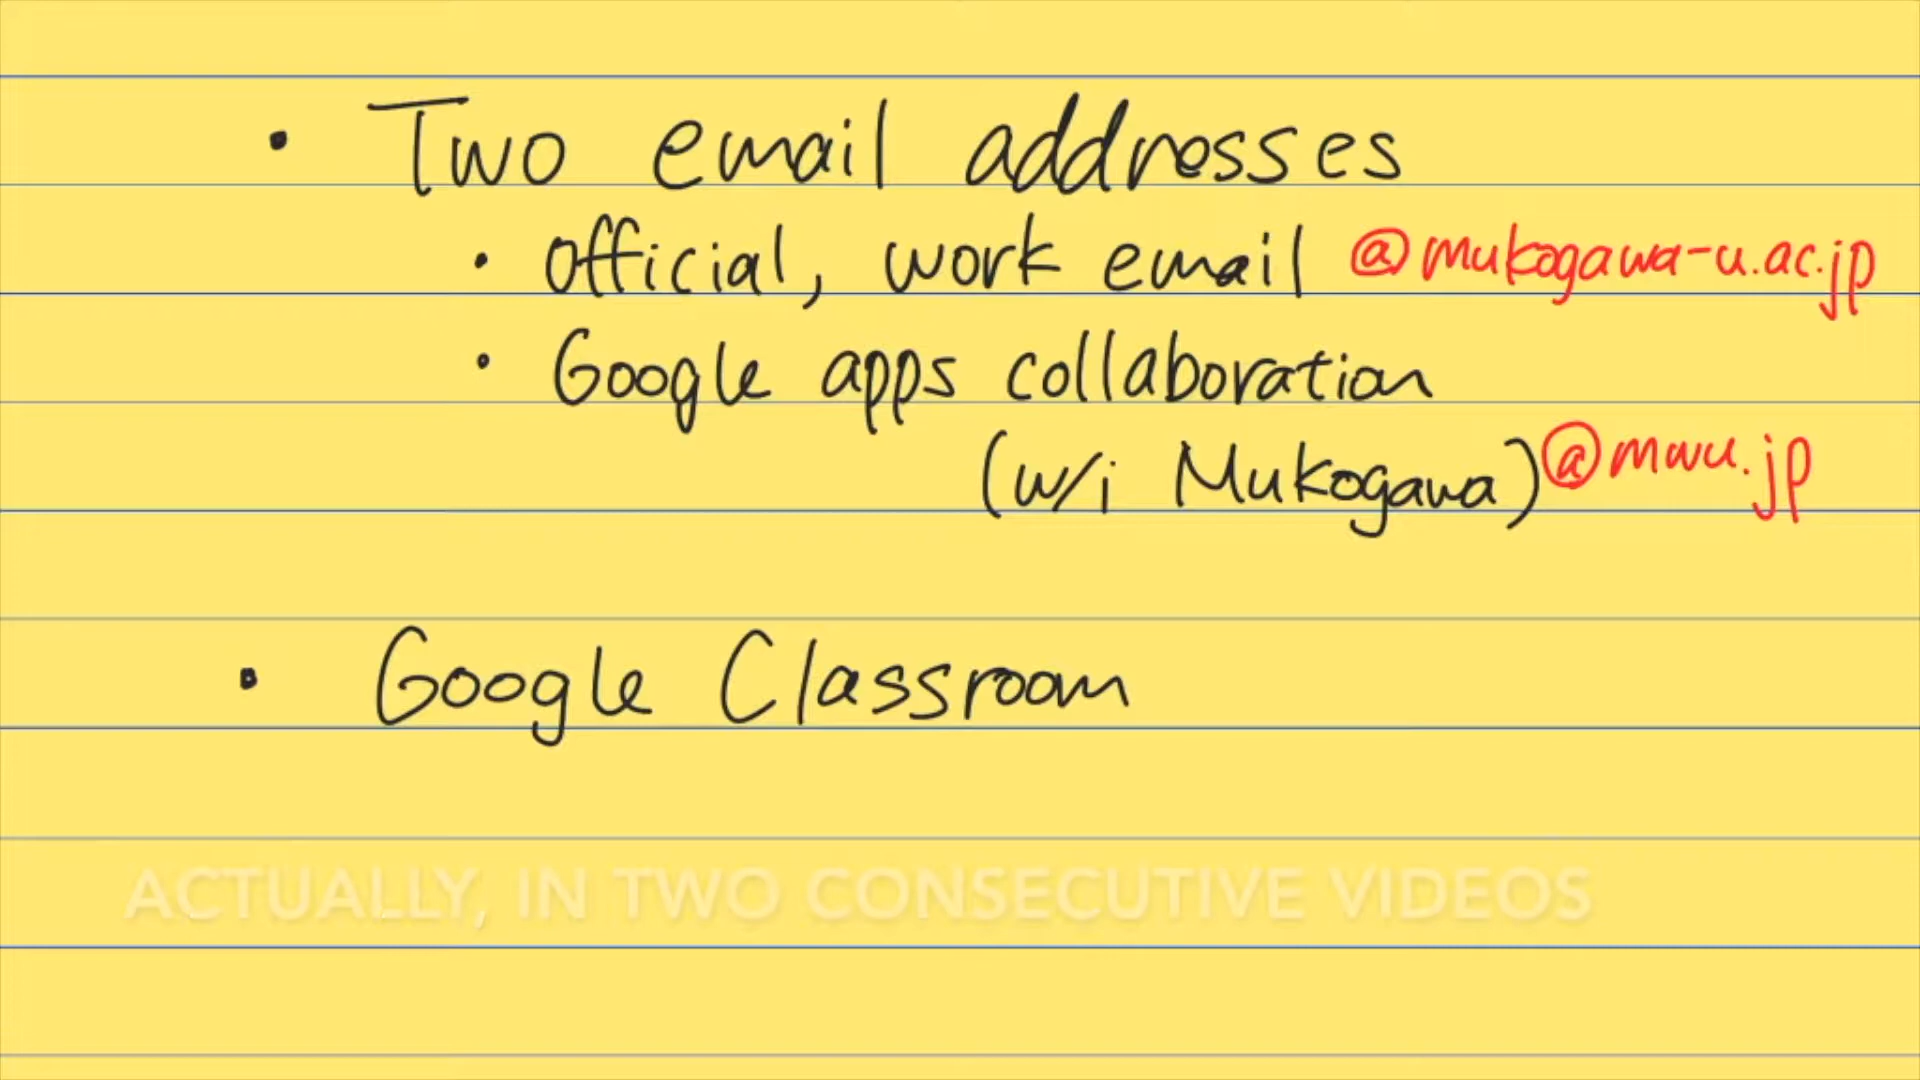 • Two email addresses
• official, work email @mukogawa-u.ac.jp
• Google apps collaboration
(w/i Mukogawa) @mwu.jp
• Google Classroom
ACTUALLY, IN TWO CONSECUTIVE VIDEOS